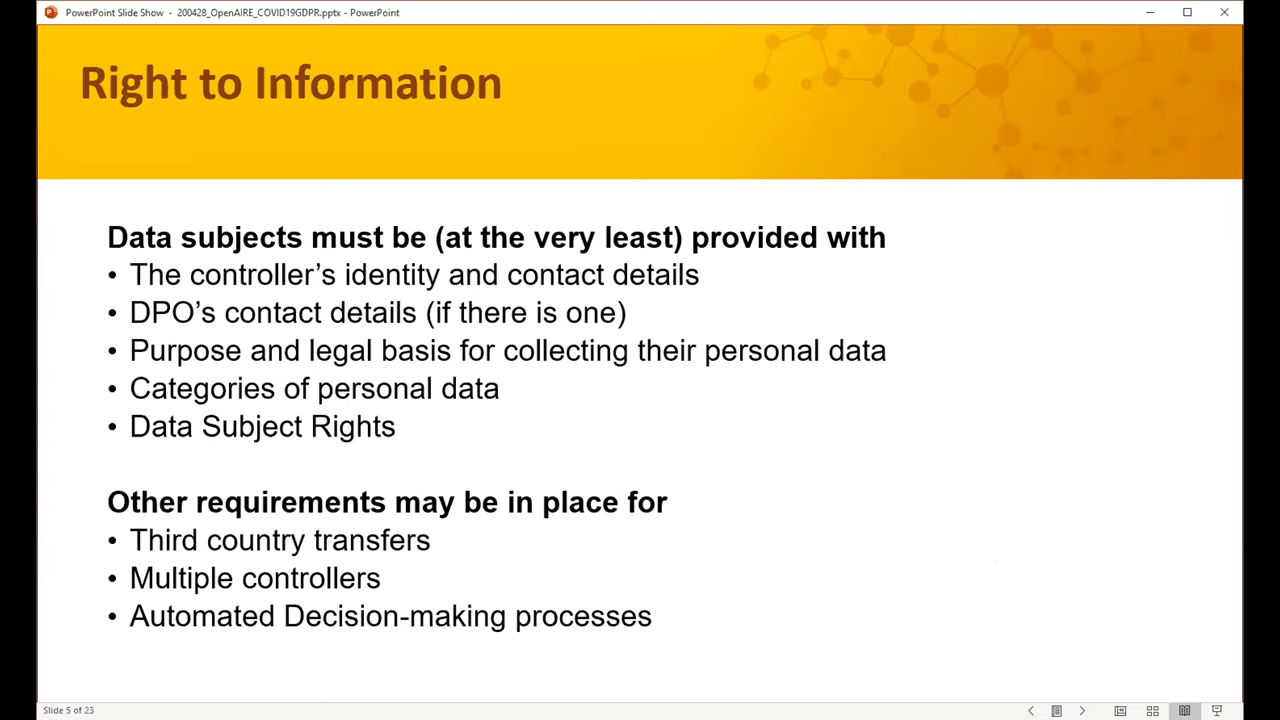 PowerPoint Slide Show - 200428_OpenAIRE_COVID19GDPR.pptx - PowerPoint
Right to Information
Data subjects must be (at the very least) provided with
• The controller’s identity and contact details
• DPO’s contact details (if there is one)
• Purpose and legal basis for collecting their personal data
• Categories of personal data
• Data Subject Rights
Other requirements may be in place for
• Third country transfers
• Multiple controllers
• Automated Decision-making processes
Slide 5 of 23